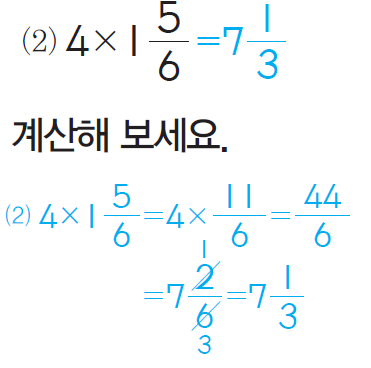 (2) 4×1 5/6 =7 1/3
계산해 보세요.
(2) 4×1 5/6 =4× 11/6 = 44/6
=7 2/6 =7 1/3
1
3